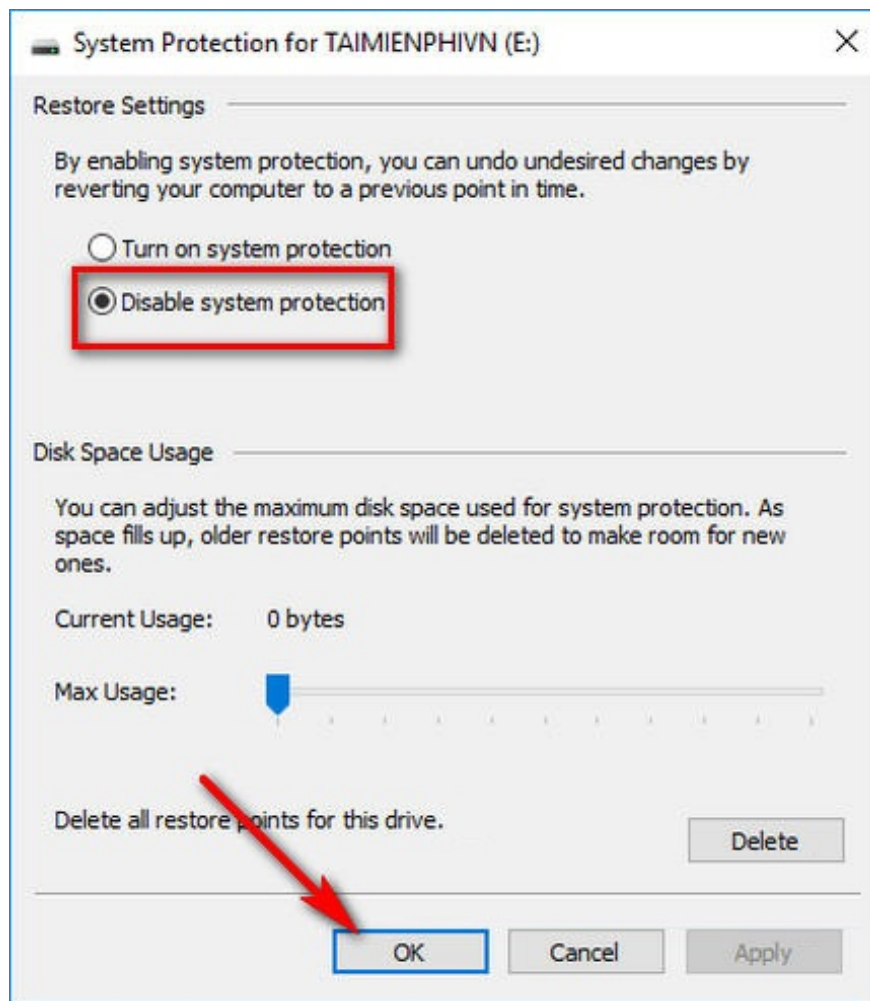 System Protection for TAIMIENPHIVN (E:)
Restore Settings
By enabling system protection, you can undo undesired changes by
reverting your computer to a previous point in time.
Turn on system protection
Disable system protection
Disk Space Usage
You can adjust the maximum disk space used for system protection. As
space fills up, older restore points will be deleted to make room for new
ones.
Current Usage: 0 bytes
Max Usage:
Delete all restore points for this drive.
Delete
OK Cancel Apply